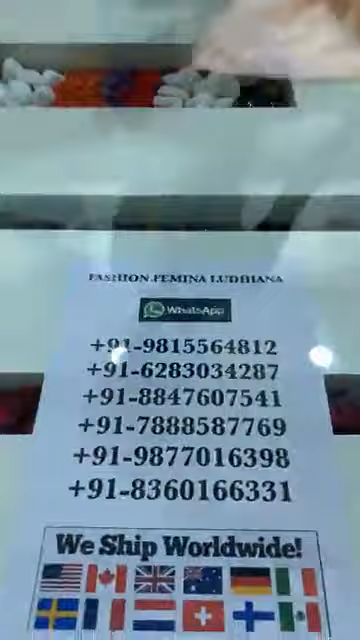 FASHION FEMINA LUDHIANA
WhatsApp
+91-9815564812
+91-6283034287
+91-8847607541
+91-7888587769
+91-9877016398
+91-8360166331
We Ship Worldwide!